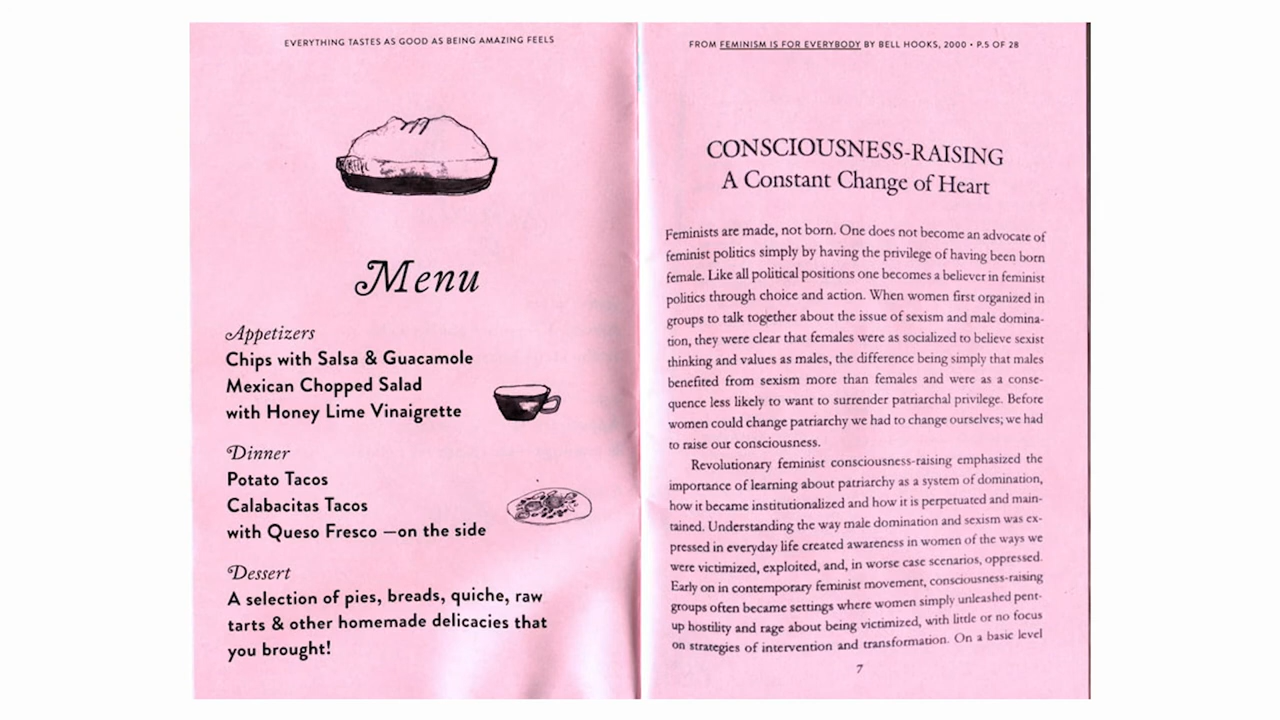 EVERYTHING TASTES AS GOOD AS BEING AMAZING FEELS
Menu
Appetizers
Chips with Salsa & Guacamole
Mexican Chopped Salad
with Honey Lime Vinaigrette
Dinner
Potato Tacos
Calabacitas Tacos
with Queso Fresco —on the side
Dessert
A selection of pies, breads, quiche, raw
tarts & other homemade delicacies that
you brought!
FROM FEMINISM IS FOR EVERYBODY BY BELL HOOKS, 2000 • P.5 OF 28
CONSCIOUSNESS-RAISING
A Constant Change of Heart
Feminists are made, not born. One does not become an advocate of
feminist politics simply by having the privilege of having been born
female. Like all political positions one becomes a believer in feminist
politics through choice and action. When women first organized in
groups to talk together about the issue of sexism and male domina-
tion, they were clear that females were as socialized to believe sexist
thinking and values as males, the difference being simply that males
benefited from sexism more than females and were as a conse-
quence less likely to want to surrender patriarchal privilege. Before
women could change patriarchy we had to change ourselves; we had
to raise our consciousness.
Revolutionary feminist consciousness-raising emphasized the
importance of learning about patriarchy as a system of domination,
how it became institutionalized and how it is perpetuated and main-
tained. Understanding the way male domination and sexism was ex-
pressed in everyday life created awareness in women of the ways we
were victimized, exploited, and, in worse case scenarios, oppressed.
Early on in contemporary feminist movement, consciousness-raising
groups often became settings where women simply unleashed pent-
up hostility and rage about being victimized, with little or no focus
on strategies of intervention and transformation. On a basic level
7